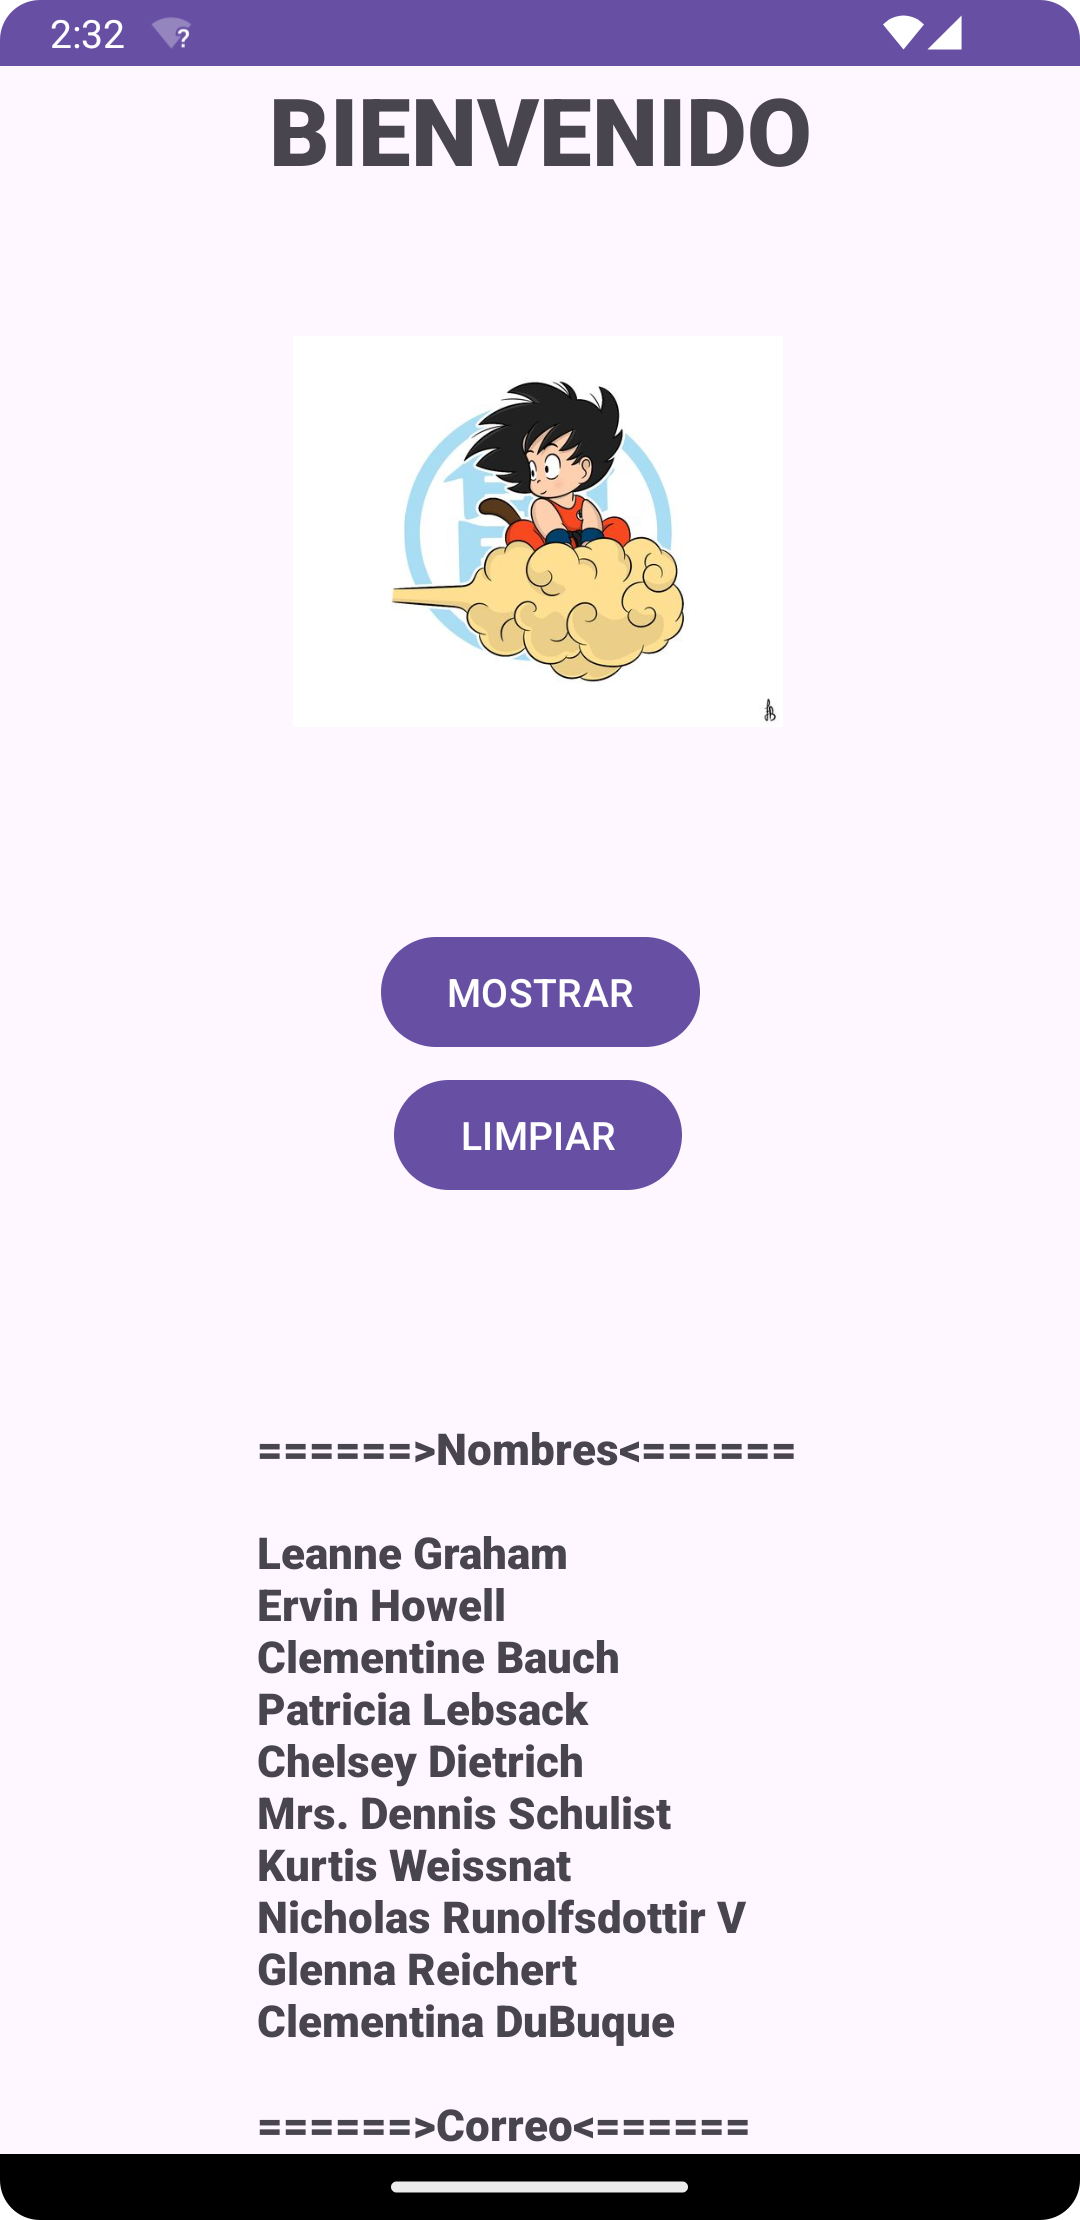 2:32
?
BIENVENIDO
MOSTRAR
LIMPIAR
======>Nombres<======
Leanne Graham
Ervin Howell
Clementine Bauch
Patricia Lebsack
Chelsey Dietrich
Mrs. Dennis Schulist
Kurtis Weissnat
Nicholas Runolfsdottir V
Glenna Reichert
Clementina DuBuque
======>Correo<======